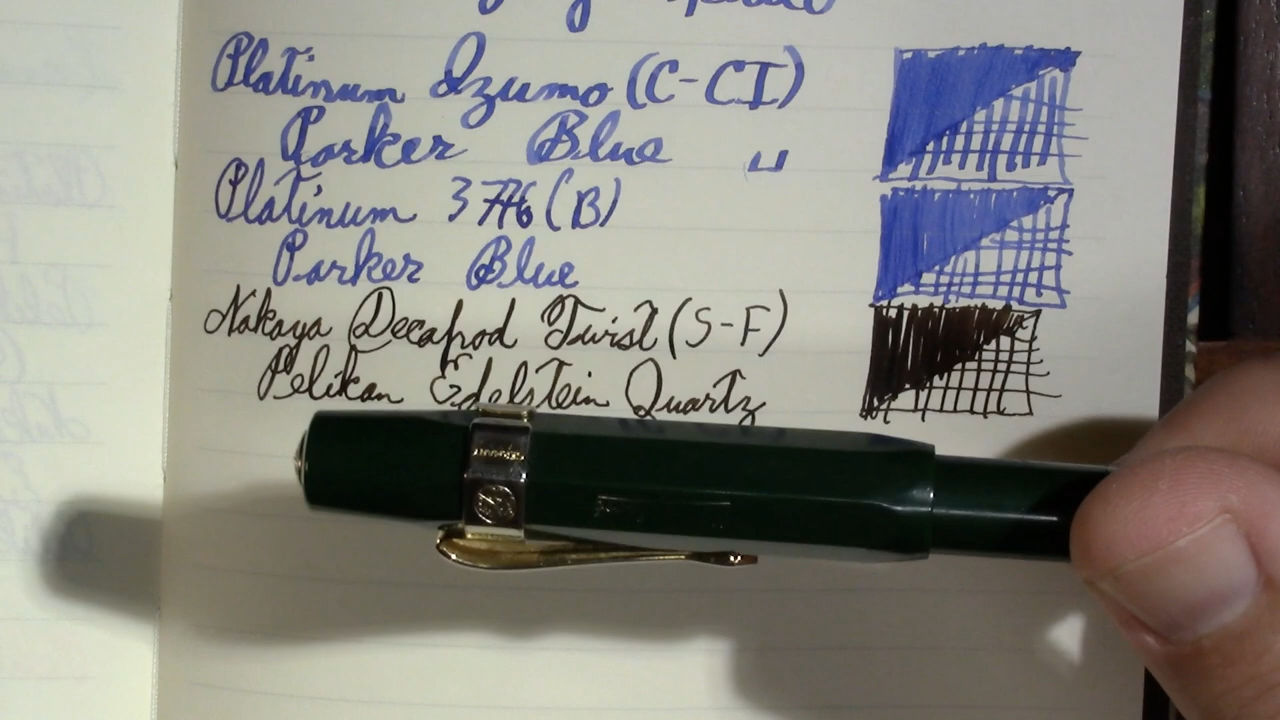 Platinum Izumo (C-CI)
Parker Blue "
Platinum 3776 (B)
Parker Blue
Nakaya Decapod Twist (S-F)
Pelikan Edelstein Quartz